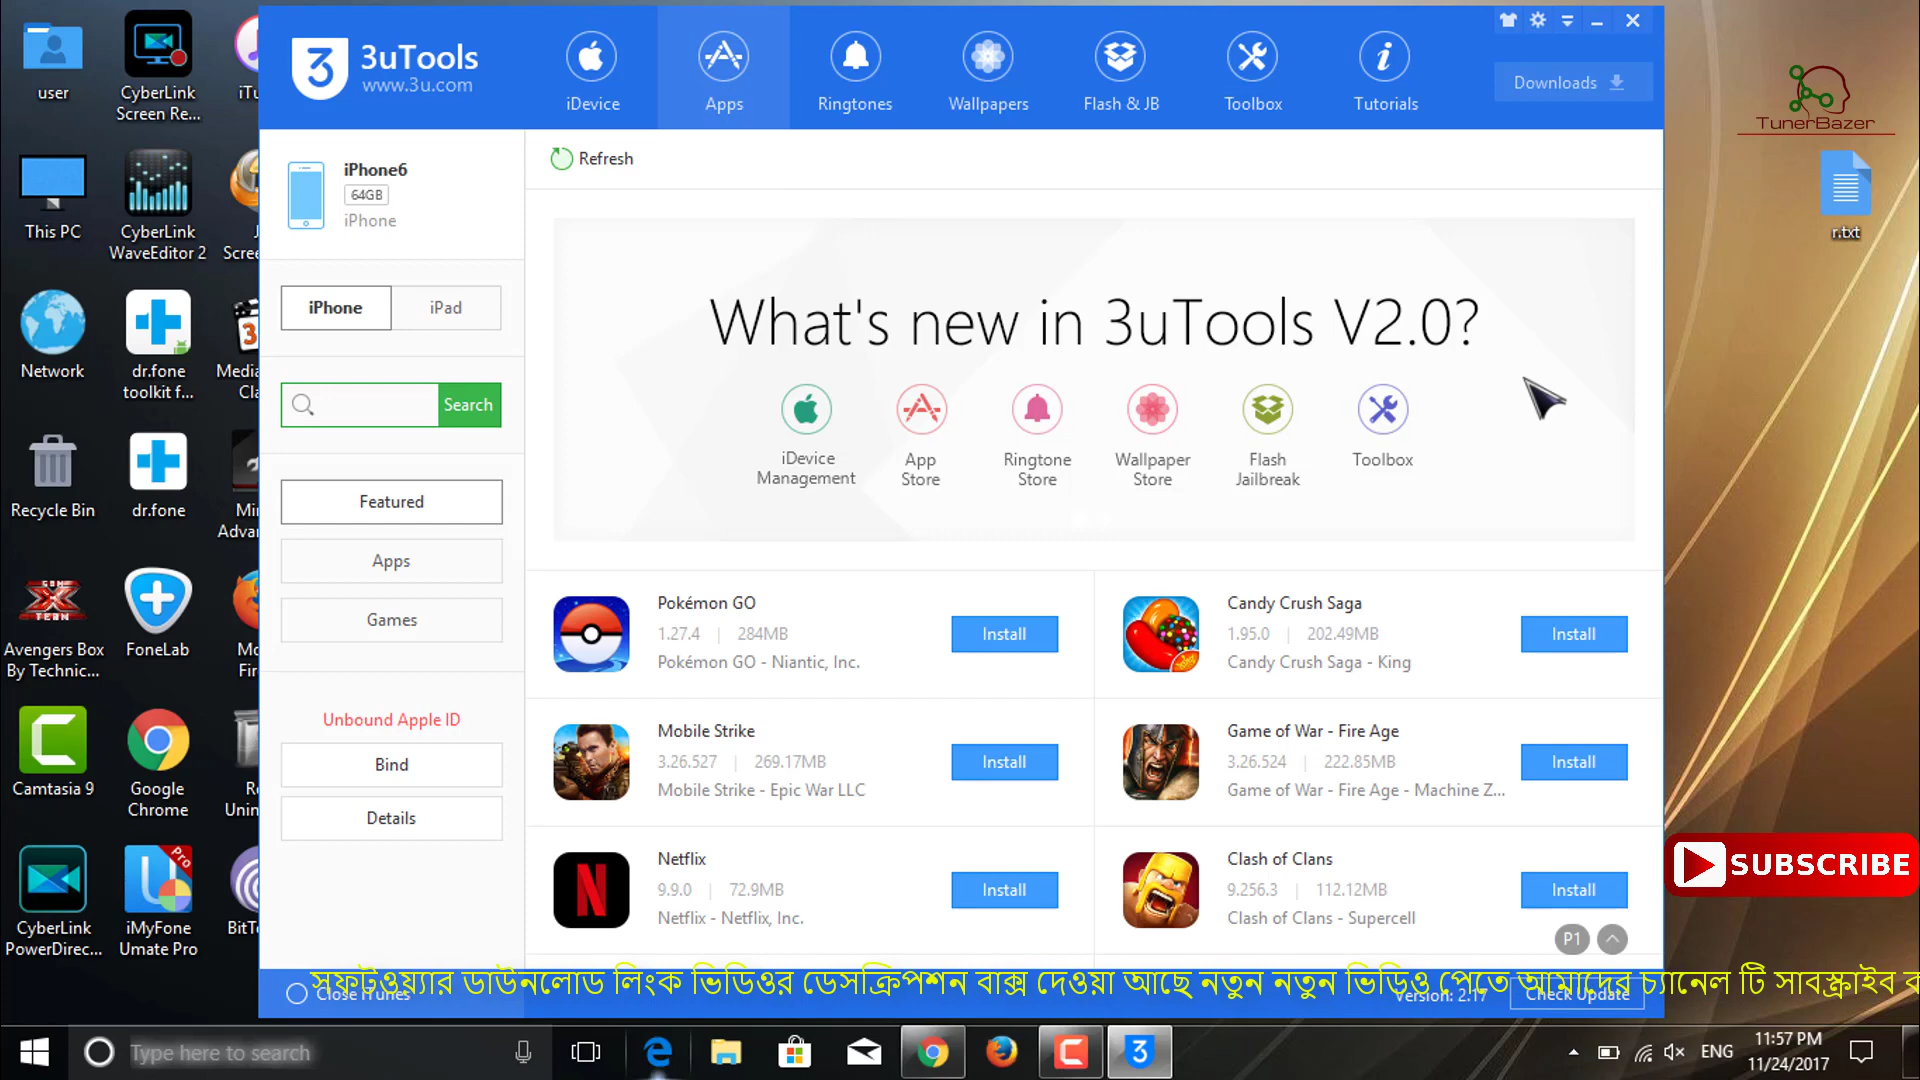 user
CyberLink
Screen Re...
This PC
CyberLink
WaveEditor 2
Network
dr.fone
toolkit f...
Recycle Bin
dr.fone
Avengers Box
By Technic...
FoneLab
Camtasia 9
Google
Chrome
CyberLink
PowerDirec...
iMyFone
Umate Pro
Pro
3uTools
www.3u.com
iDevice
Apps
Ringtones
Wallpapers
Flash & JB
Toolbox
Tutorials
Downloads
TunerBazer
r.txt
iPhone6
64GB
iPhone
iPhone
iPad
Search
Featured
Apps
Games
Unbound Apple ID
Bind
Details
Refresh
What's new in 3uTools V2.0?
iDevice
Management
App
Store
Ringtone
Store
Wallpaper
Store
Flash
Jailbreak
Toolbox
Pokémon GO
1.27.4 | 284MB
Pokémon GO - Niantic, Inc.
Install
Candy Crush Saga
1.95.0 | 202.49MB
Candy Crush Saga - King
Install
Mobile Strike
3.26.527 | 269.17MB
Mobile Strike - Epic War LLC
Install
Game of War - Fire Age
3.26.524 | 222.85MB
Game of War - Fire Age - Machine Z...
Install
Netflix
9.9.0 | 72.9MB
Netflix - Netflix, Inc.
Install
Clash of Clans
9.256.3 | 112.12MB
Clash of Clans - Supercell
Install
P1
SUBSCRIBE
সফটওয়্যার ডাউনলোড লিংক ভিডিওর ডেসক্রিপশন বাক্স দেওয়া আছে নতুন নতুন ভিডিও পেতে আমাদের চ্যানেল টি সাবস্ক্রাইব ক
Close iTunes
Version: 2.17
Check Update
Type here to search
ENG
11:57 PM
11/24/2017